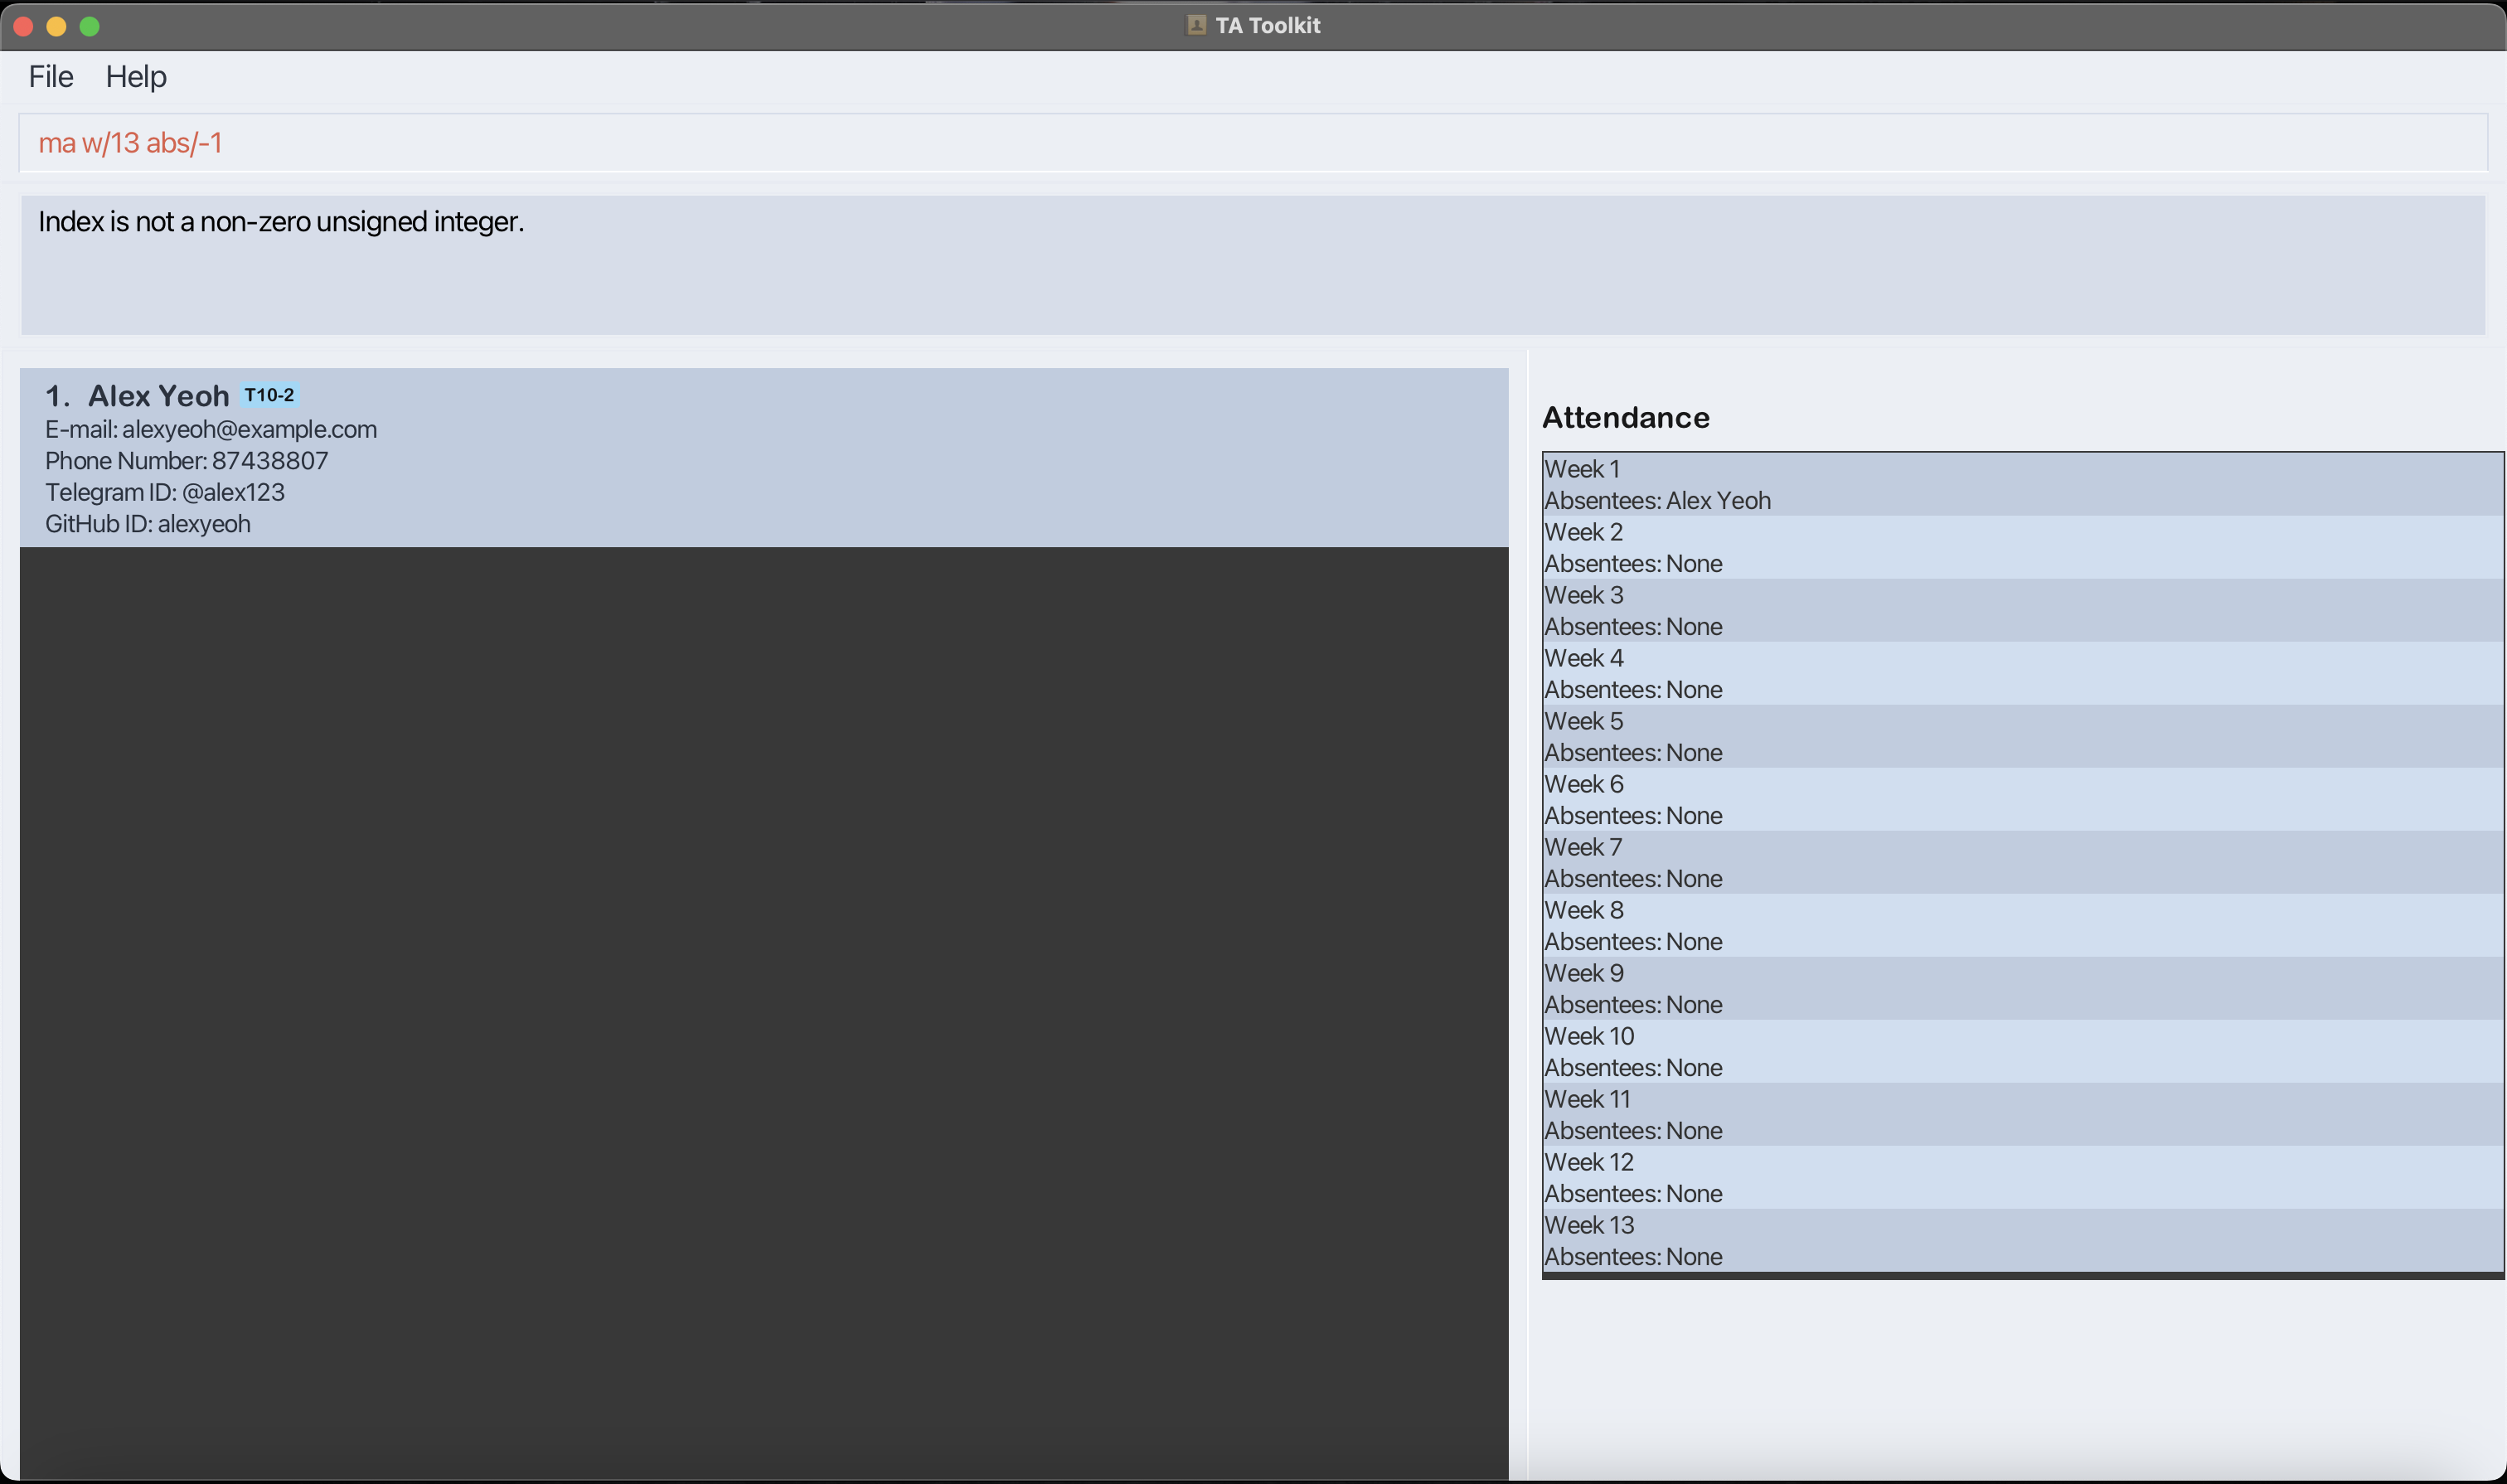 TA Toolkit
File Help
ma w/13 abs/-1
Index is not a non-zero unsigned integer.
1. Alex Yeoh T10-2
E-mail: alexyeoh@example.com
Phone Number: 87438807
Telegram ID: @alex123
GitHub ID: alexyeoh
Attendance
Week 1
Absentees: Alex Yeoh
Week 2
Absentees: None
Week 3
Absentees: None
Week 4
Absentees: None
Week 5
Absentees: None
Week 6
Absentees: None
Week 7
Absentees: None
Week 8
Absentees: None
Week 9
Absentees: None
Week 10
Absentees: None
Week 11
Absentees: None
Week 12
Absentees: None
Week 13
Absentees: None